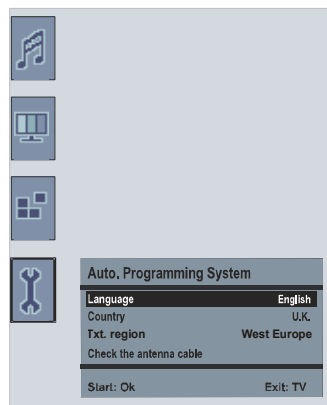 Auto. Programming System
Language English
Country U.K.
Txt. region West Europe
Check the antenna cable
Start: Ok Exit: TV